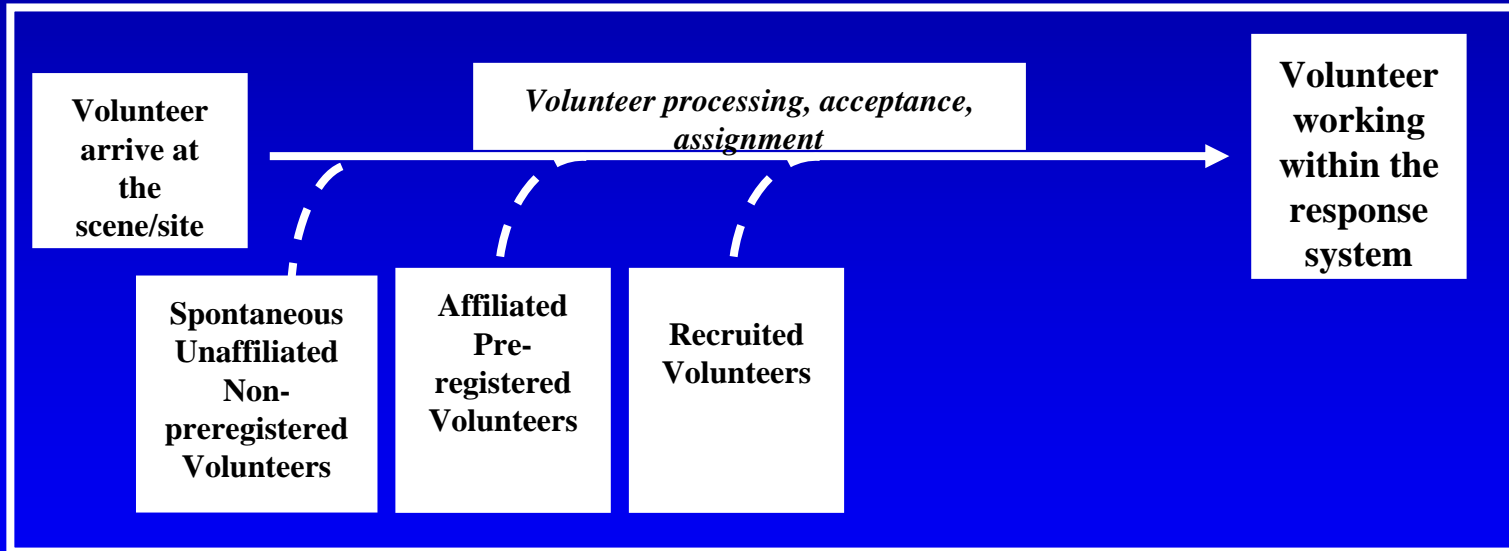 Volunteer
arrive at
the
scene/site
Volunteer processing, acceptance,
assignment
Volunteer
working
within the
response
system
Spontaneous
Unaffiliated
Non-
preregistered
Volunteers
Affiliated
Pre-
registered
Volunteers
Recruited
Volunteers